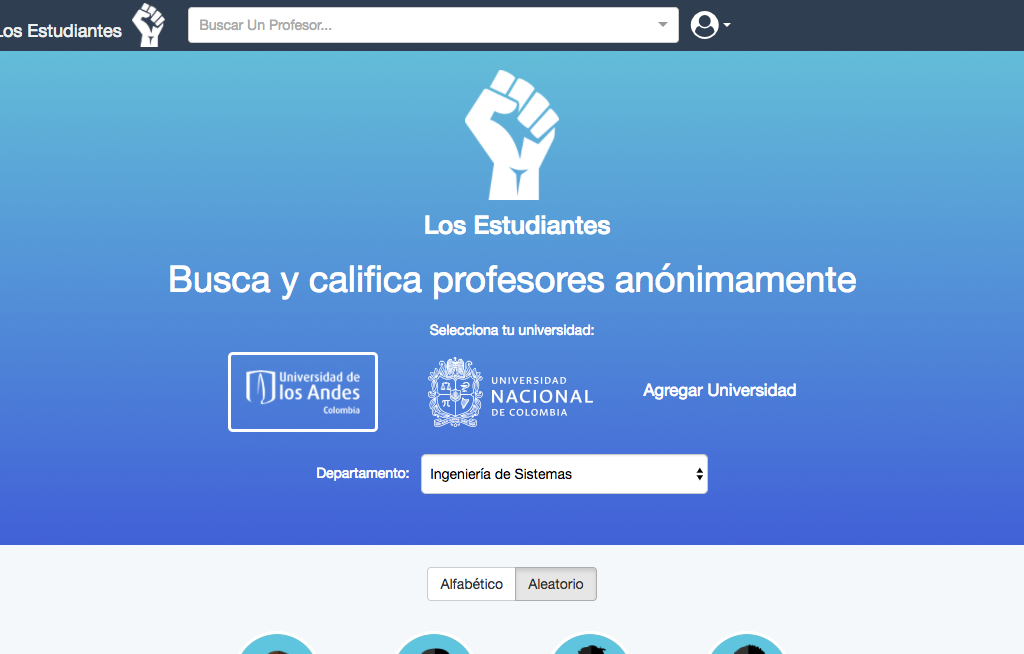 Los Estudiantes
Buscar Un Profesor...
Los Estudiantes
Busca y califica profesores anónimamente
Selecciona tu universidad:
Universidad de
los Andes
Colombia
UNIVERSIDAD
NACIONAL
DE COLOMBIA
Agregar Universidad
Departamento:
Ingeniería de Sistemas
Alfabético
Aleatorio